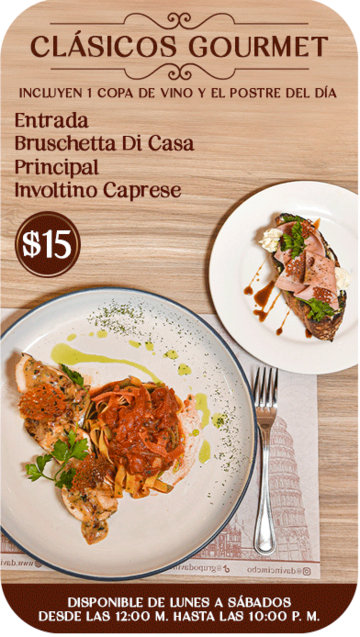 CLÁSICOS GOURMET
INCLUYEN 1 COPA DE VINO Y EL POSTRE DEL DÍA
Entrada
Bruschetta Di Casa
Principal
Involtino Caprese
$15
@grupodavincimcbo
DISPONIBLE DE LUNES A SÁBADOS
DESDE LAS 12:00 M. HASTA LAS 10:00 P. M.